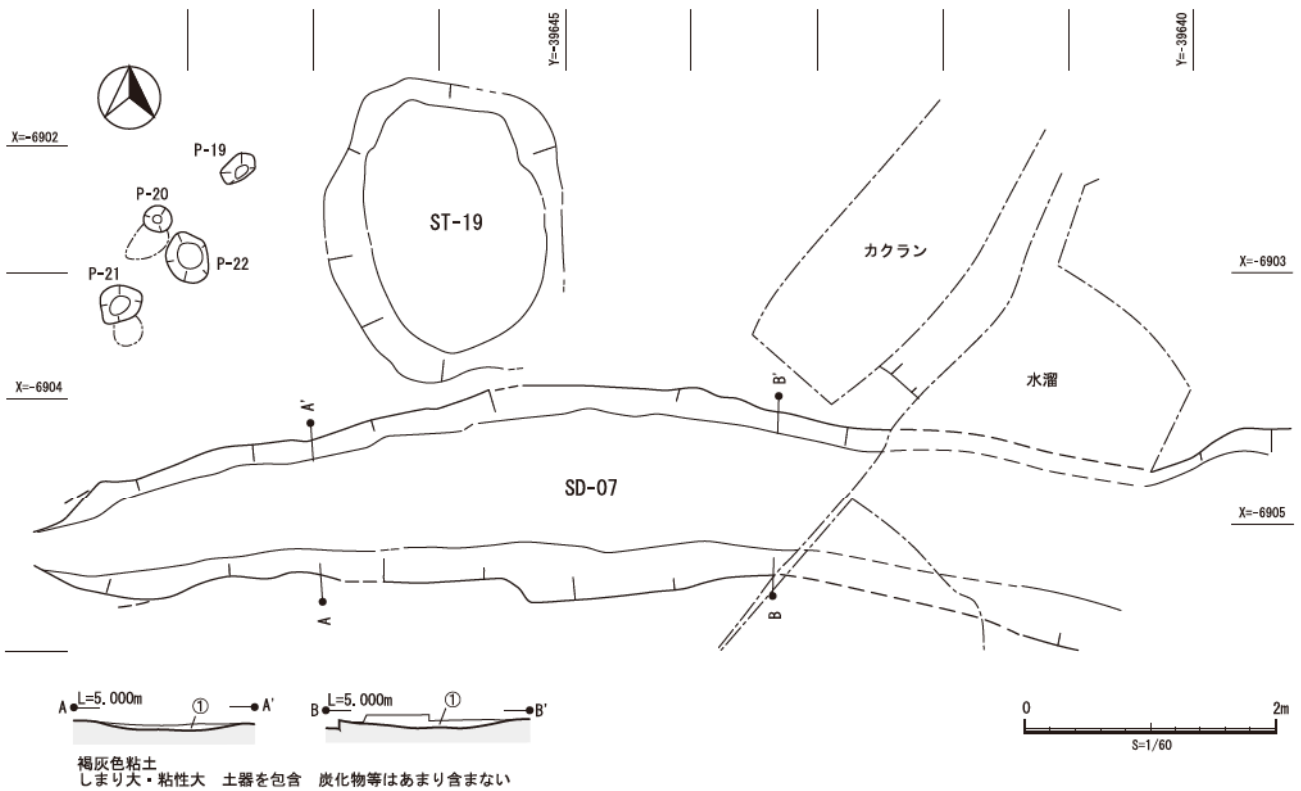 Y=-39645
Y=-39640
X=-6902
P-19
P-20
P-22
P-21
ST-19
カクラン
X=-6903
X=-6904
水溜
A'
B'
SD-07
X=-6905
A
B
A L=5.000m ① A'
B L=5.000m ① B'
0 2m
S=1/60
褐灰色粘土
しまり大・粘性大 土器を包含 炭化物等はあまり含まない